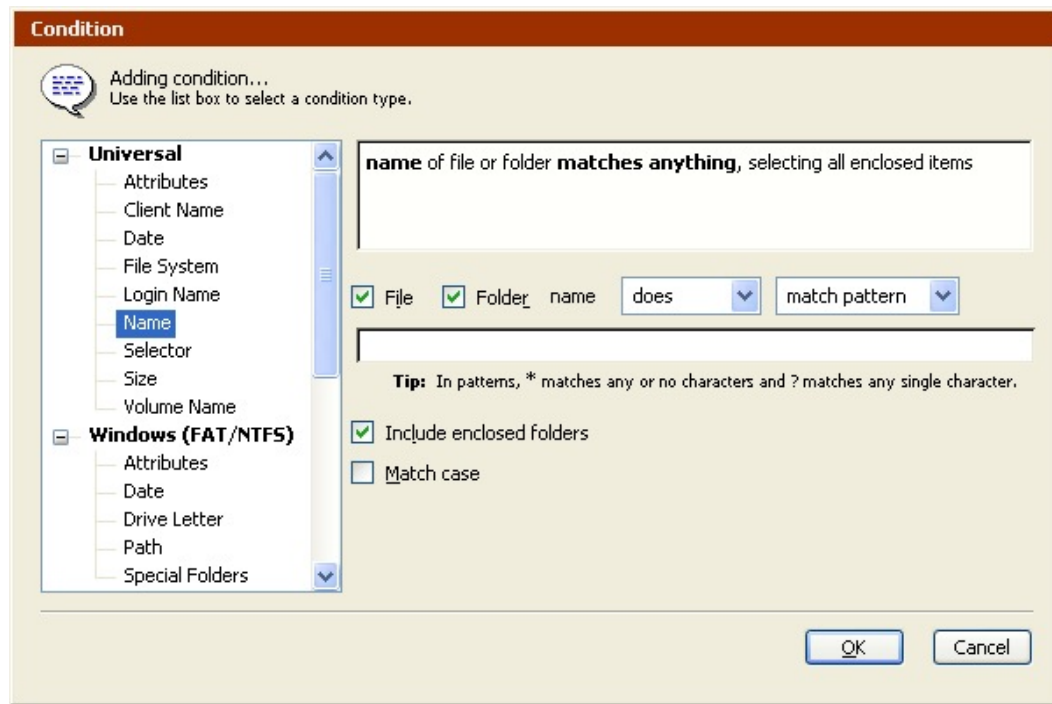 Condition
Adding condition...
Use the list box to select a condition type.
Universal
Attributes
Client Name
Date
File System
Login Name
Name
Selector
Size
Volume Name
Windows (FAT/NTFS)
Attributes
Date
Drive Letter
Path
Special Folders
name of file or folder matches anything, selecting all enclosed items
File Folder name does match pattern
Tip: In patterns, * matches any or no characters and ? matches any single character.
Include enclosed folders
Match case
OK Cancel